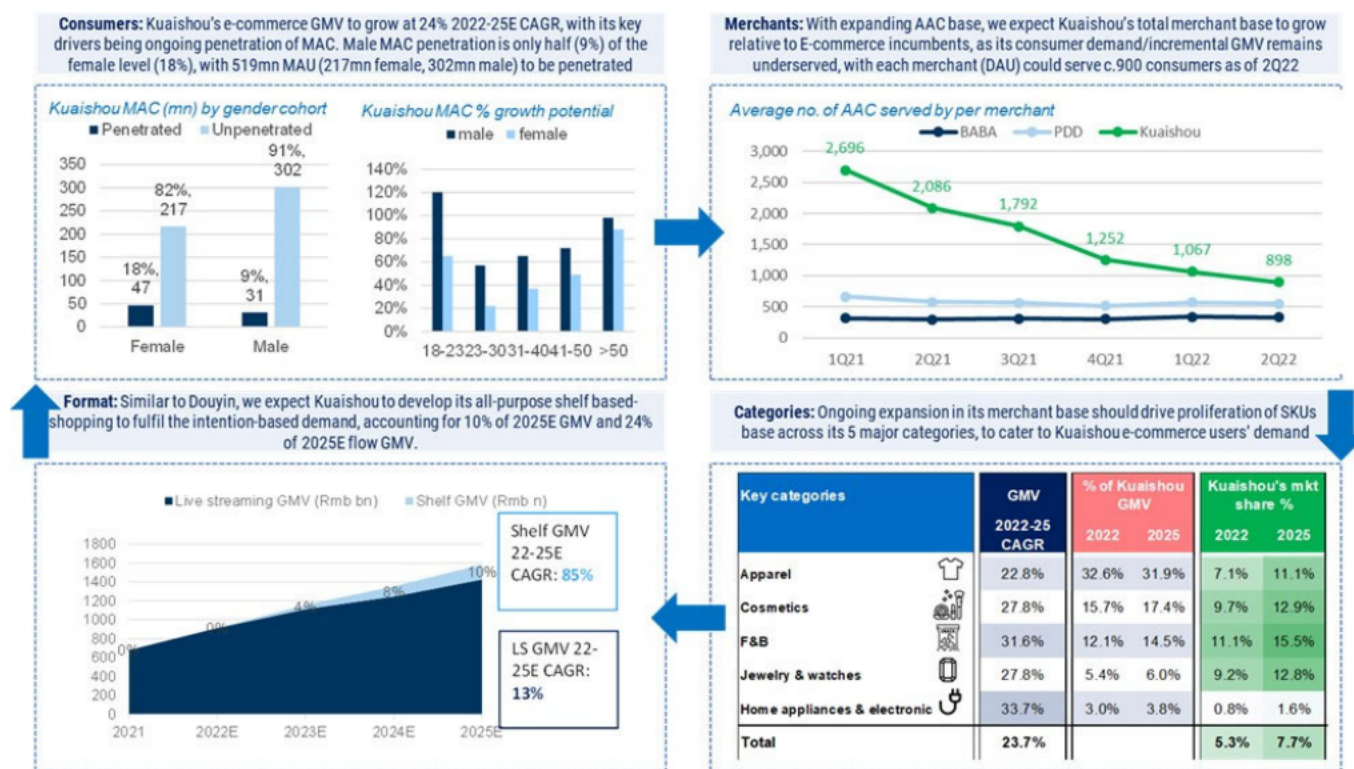 Consumers: Kuaishou's e-commerce GMV to grow at 24% 2022-25E CAGR, with its key
drivers being ongoing penetration of MAC. Male MAC penetration is only half (9%) of the
female level (18%), with 519mn MAU (217mn female, 302mn male) to be penetrated
Kuaishou MAC (mn) by gender cohort
Penetrated Unpenetrated
350
300
250
200
150
100
50
0
18%,
47
82%,
217
9%,
31
91%,
302
Female Male
Kuaishou MAC % growth potential
male female
140%
120%
100%
80%
60%
40%
20%
0%
18-23 23-30 31-40 41-50 >50
Merchants: With expanding AAC base, we expect Kuaishou's total merchant base to grow
relative to E-commerce incumbents, as its consumer demand/incremental GMV remains
underserved, with each merchant (DAU) could serve c.900 consumers as of 2Q22
Average no. of AAC served by per merchant
BABA PDD Kuaishou
3,000
2,500
2,000
1,500
1,000
500
0
2,696
2,086
1,792
1,252
1,067
898
1Q21 2Q21 3Q21 4Q21 1Q22 2Q22
Format: Similar to Douyin, we expect Kuaishou to develop its all-purpose shelf based-
shopping to fulfil the intention-based demand, accounting for 10% of 2025E GMV and 24%
of 2025E flow GMV.
Live streaming GMV (Rmb bn) Shelf GMV (Rmb n)
1800
1600
1400
1200
1000
800
600
400
200
0
0%
0%
4%
8%
10%
2021 2022E 2023E 2024E 2025E
Shelf GMV
22-25E
CAGR: 85%
LS GMV 22-
25E CAGR:
13%
Categories: Ongoing expansion in its merchant base should drive proliferation of SKUs
base across its 5 major categories, to cater to Kuaishou e-commerce users' demand
Key categories GMV 2022-25 CAGR % of Kuaishou GMV Kuaishou's mkt share %
2022 2025 2022 2025
Apparel 22.8% 32.6% 31.9% 7.1% 11.1%
Cosmetics 27.8% 15.7% 17.4% 9.7% 12.9%
F&B 31.6% 12.1% 14.5% 11.1% 15.5%
Jewelry & watches 27.8% 5.4% 6.0% 9.2% 12.8%
Home appliances & electronic 33.7% 3.0% 3.8% 0.8% 1.6%
Total 23.7% 5.3% 7.7%